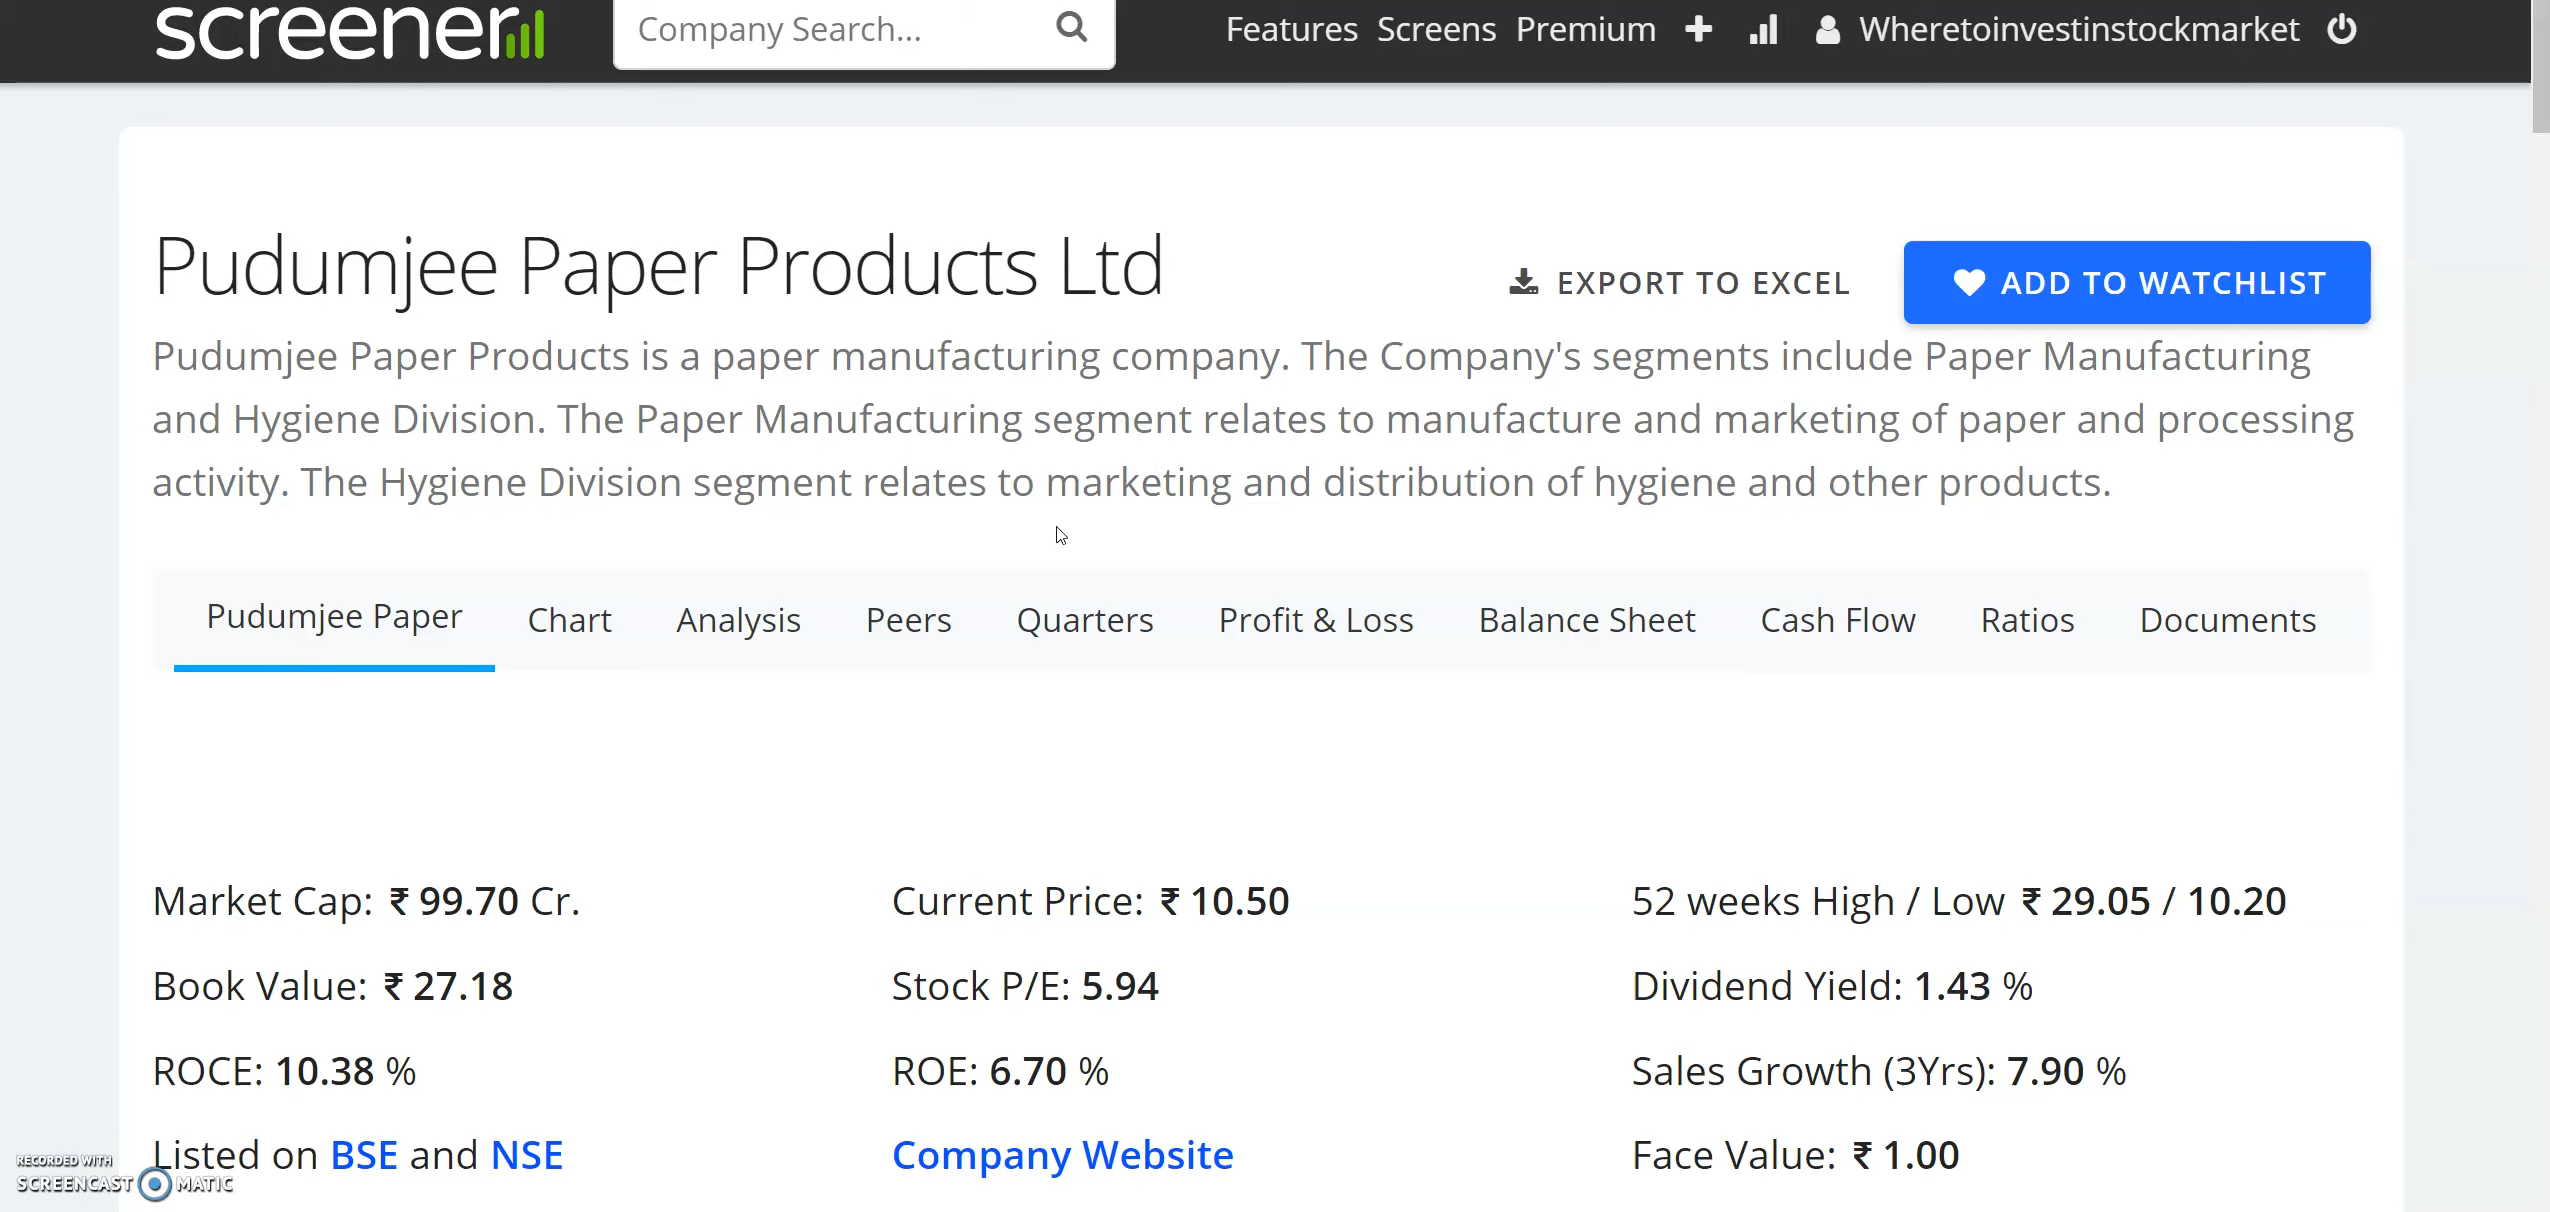 screener
Company Search...
Features Screens Premium Wheretoinvestinstockmarket
Pudumjee Paper Products Ltd
EXPORT TO EXCEL
ADD TO WATCHLIST
Pudumjee Paper Products is a paper manufacturing company. The Company's segments include Paper Manufacturing
and Hygiene Division. The Paper Manufacturing segment relates to manufacture and marketing of paper and processing
activity. The Hygiene Division segment relates to marketing and distribution of hygiene and other products.
Pudumjee Paper Chart Analysis Peers Quarters Profit & Loss Balance Sheet Cash Flow Ratios Documents
Market Cap: ₹ 99.70 Cr.
Current Price: ₹ 10.50
52 weeks High / Low ₹ 29.05 / 10.20
Book Value: ₹ 27.18
Stock P/E: 5.94
Dividend Yield: 1.43 %
ROCE: 10.38 %
ROE: 6.70 %
Sales Growth (3Yrs): 7.90 %
Listed on BSE and NSE
Company Website
Face Value: ₹ 1.00
RECORDED WITH
SCREENCAST MATIC